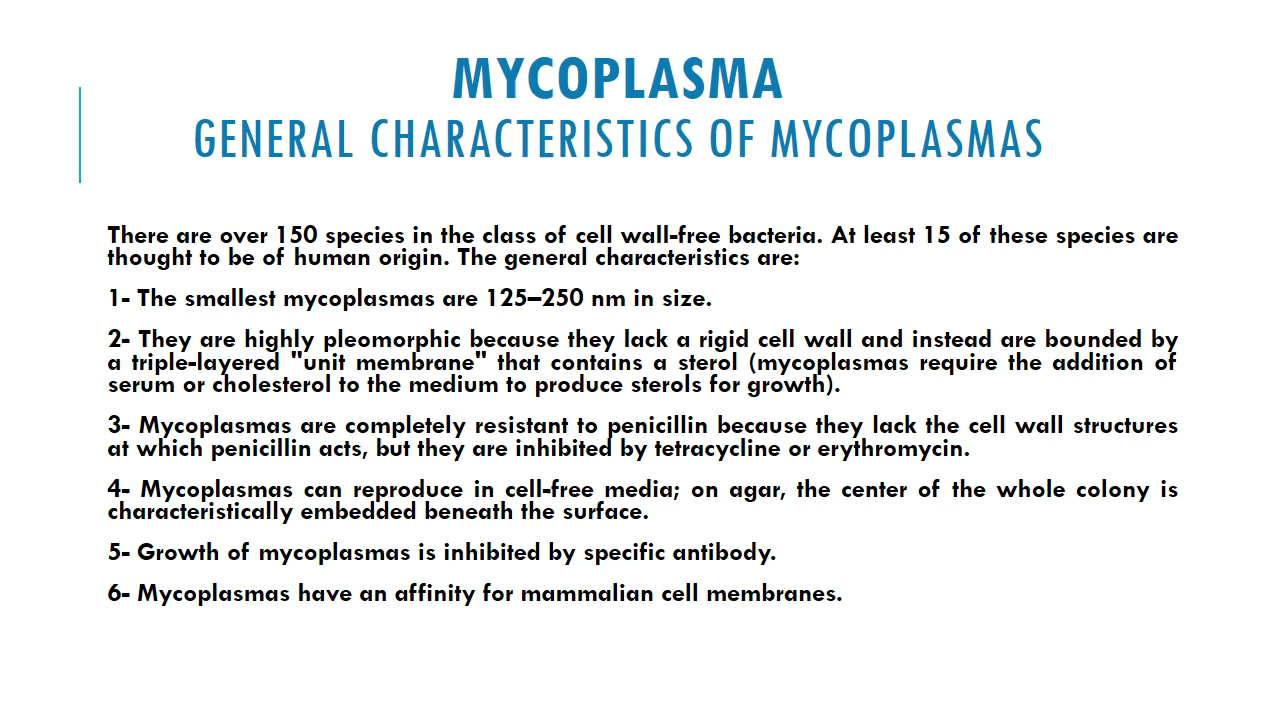 MYCOPLASMA
GENERAL CHARACTERISTICS OF MYCOPLASMAS
There are over 150 species in the class of cell wall-free bacteria. At least 15 of these species are
thought to be of human origin. The general characteristics are:
1- The smallest mycoplasmas are 125–250 nm in size.
2- They are highly pleomorphic because they lack a rigid cell wall and instead are bounded by
a triple-layered "unit membrane" that contains a sterol (mycoplasmas require the addition of
serum or cholesterol to the medium to produce sterols for growth).
3- Mycoplasmas are completely resistant to penicillin because they lack the cell wall structures
at which penicillin acts, but they are inhibited by tetracycline or erythromycin.
4- Mycoplasmas can reproduce in cell-free media; on agar, the center of the whole colony is
characteristically embedded beneath the surface.
5- Growth of mycoplasmas is inhibited by specific antibody.
6- Mycoplasmas have an affinity for mammalian cell membranes.